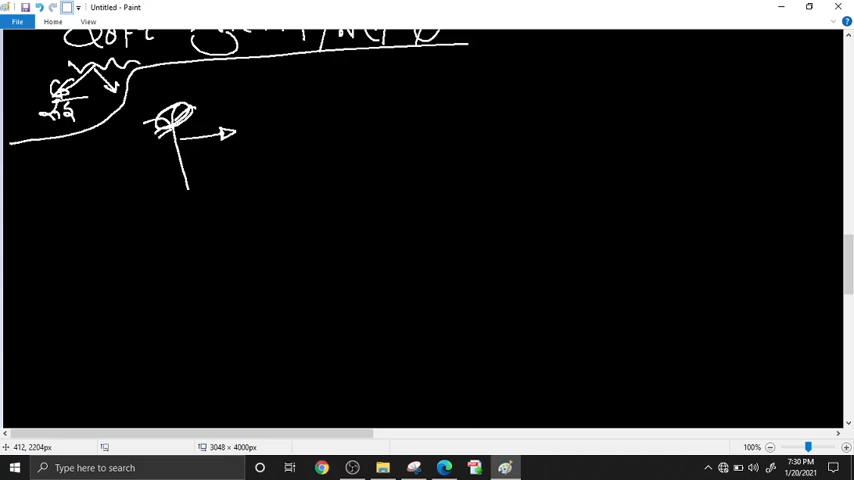 Untitled - Paint
File Home View
412, 2204px 3048 × 4000px 100%
Type here to search
7:30 PM
1/20/2021